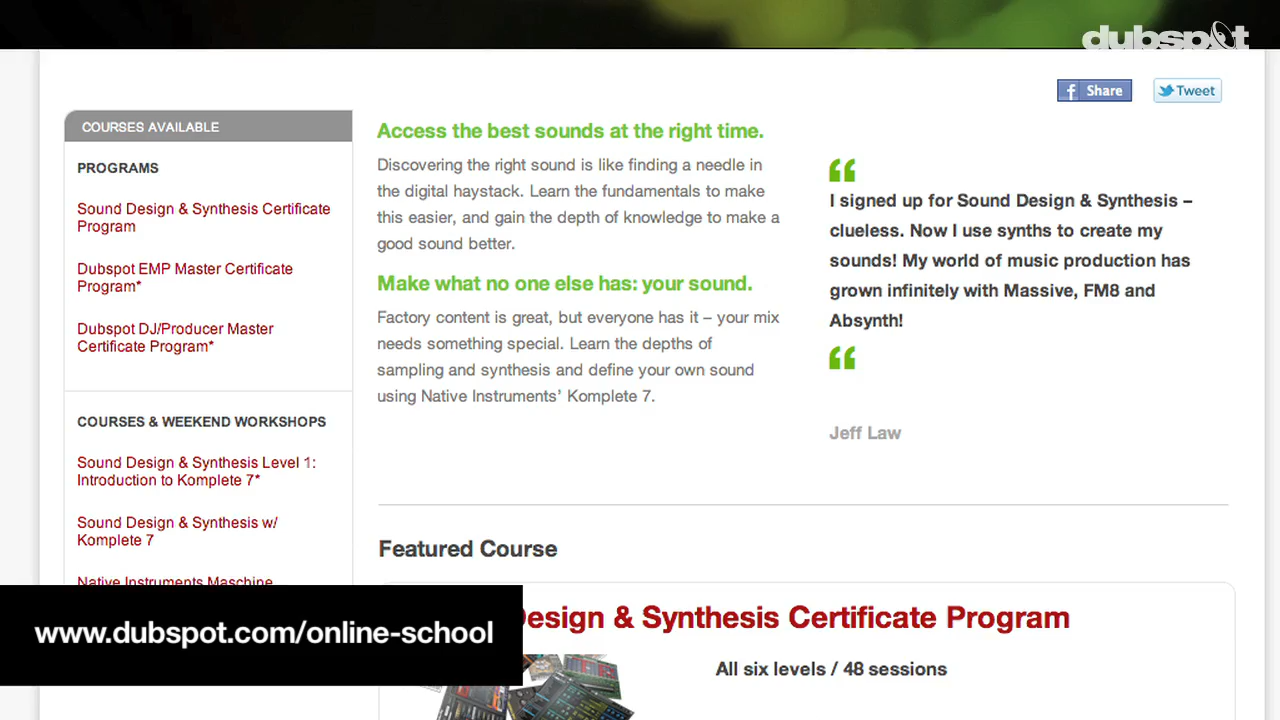 dubspot
Share
Tweet
COURSES AVAILABLE
PROGRAMS
Sound Design & Synthesis Certificate
Program
Dubspot EMP Master Certificate
Program*
Dubspot DJ/Producer Master
Certificate Program*
COURSES & WEEKEND WORKSHOPS
Sound Design & Synthesis Level 1:
Introduction to Komplete 7*
Sound Design & Synthesis w/
Komplete 7
Native Instruments Maschine
Access the best sounds at the right time.
Discovering the right sound is like finding a needle in
the digital haystack. Learn the fundamentals to make
this easier, and gain the depth of knowledge to make a
good sound better.
Make what no one else has: your sound.
Factory content is great, but everyone has it – your mix
needs something special. Learn the depths of
sampling and synthesis and define your own sound
using Native Instruments’ Komplete 7.
“
I signed up for Sound Design & Synthesis –
clueless. Now I use synths to create my
sounds! My world of music production has
grown infinitely with Massive, FM8 and
Absynth!
“
Jeff Law
Featured Course
Design & Synthesis Certificate Program
All six levels / 48 sessions
www.dubspot.com/online-school